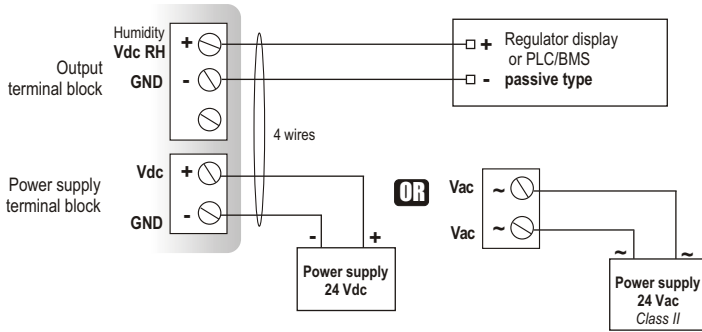 Humidity
Vdc RH
+
Output
terminal block
GND
-
+ Regulator display
or PLC/BMS
- passive type
4 wires
Vdc
+
Power supply
terminal block
GND
-
- +
Power supply
24 Vdc
OR
Vac
~
Vac
~
~ ~
Power supply
24 Vac
Class II